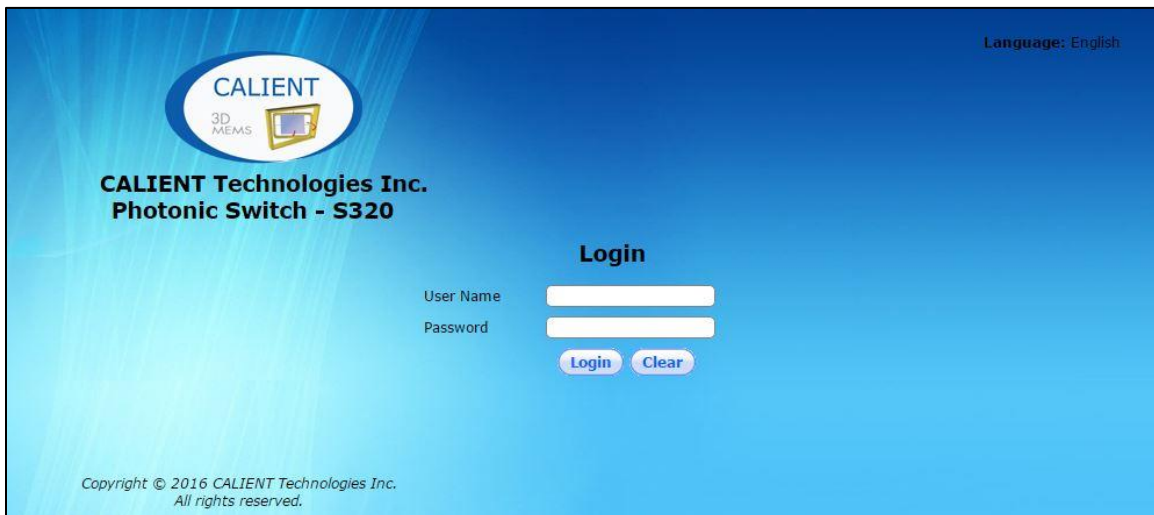 Language: English
CALIENT
3D
MEMS
CALIENT Technologies Inc.
Photonic Switch - S320
Login
User Name
Password
Login Clear
Copyright © 2016 CALIENT Technologies Inc.
All rights reserved.